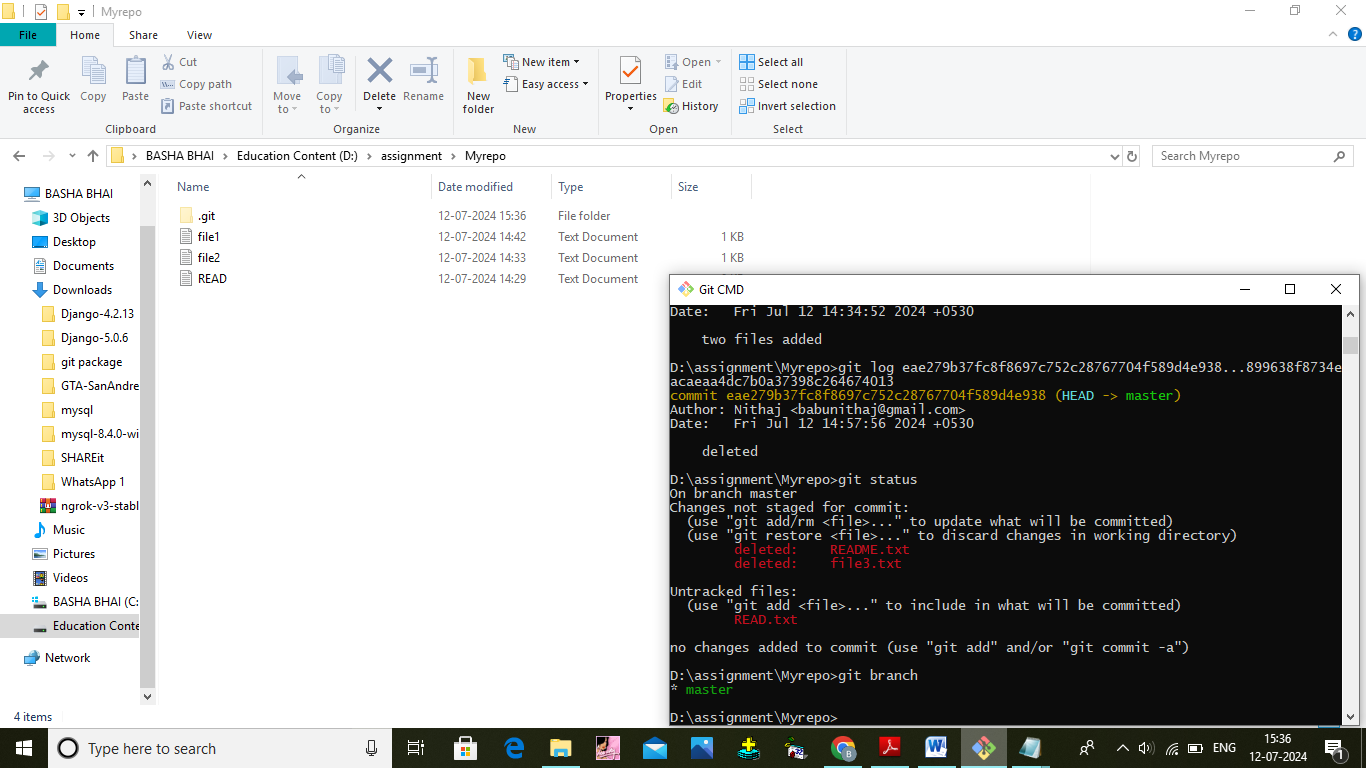 Myrepo
File Home Share View
Pin to Quick access
Copy
Paste
Cut
Copy path
Paste shortcut
Clipboard
Move to
Copy to
Delete
Rename
Organize
New folder
New item
Easy access
New
Properties
Open
Edit
History
Open
Select all
Select none
Invert selection
Select
BASHA BHAI Education Content (D:) assignment Myrepo
Search Myrepo
BASHA BHAI
3D Objects
Desktop
Documents
Downloads
Django-4.2.13
Django-5.0.6
git package
GTA-SanAndre
mysql
mysql-8.4.0-wi
SHAREit
WhatsApp 1
ngrok-v3-stabl
Music
Pictures
Videos
BASHA BHAI (C:
Education Conte
Network
Name Date modified Type Size
.git 12-07-2024 15:36 File folder
file1 12-07-2024 14:42 Text Document 1 KB
file2 12-07-2024 14:33 Text Document 1 KB
READ 12-07-2024 14:29 Text Document
4 items
Git CMD
Date: Fri Jul 12 14:34:52 2024 +0530
two files added
D:\assignment\Myrepo>git log eae279b37fc8f8697c752c28767704f589d4e938...899638f8734e
acaeaa4dc7b0a37398c264674013
commit eae279b37fc8f8697c752c28767704f589d4e938 (HEAD -> master)
Author: Nithaj <babunithaj@gmail.com>
Date: Fri Jul 12 14:57:56 2024 +0530
deleted
D:\assignment\Myrepo>git status
On branch master
Changes not staged for commit:
(use "git add/rm <file>..." to update what will be committed)
(use "git restore <file>..." to discard changes in working directory)
deleted: README.txt
deleted: file3.txt
Untracked files:
(use "git add <file>..." to include in what will be committed)
READ.txt
no changes added to commit (use "git add" and/or "git commit -a")
D:\assignment\Myrepo>git branch
* master
D:\assignment\Myrepo>
Type here to search
ENG
15:36
12-07-2024
1